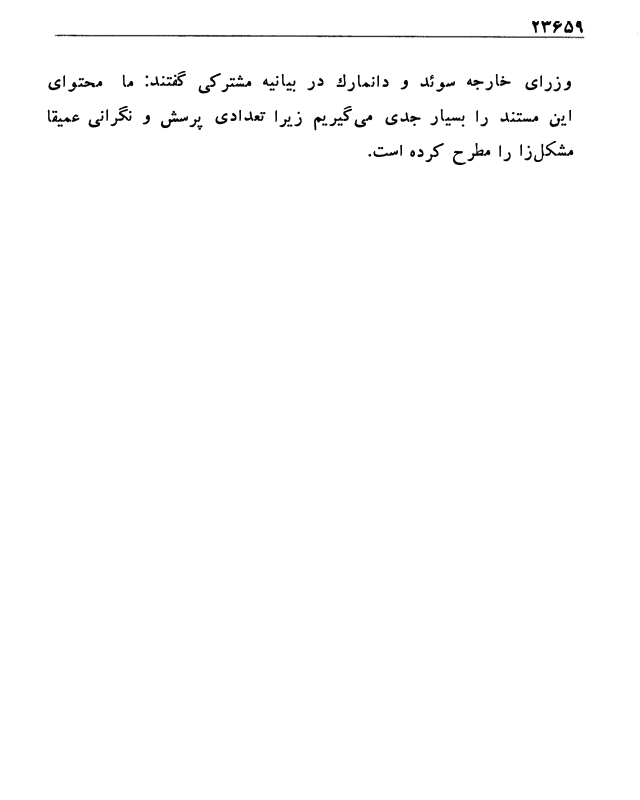 ۲۳۶۵۹
وزرای خارجه سوئد و دانمارك در بیانیه مشترکی گفتند: ما محتوای
این مستند را بسیار جدی می‌گیریم زیرا تعدادی پرسش و نگرانی عمیقا
مشکل‌زا را مطرح کرده است.